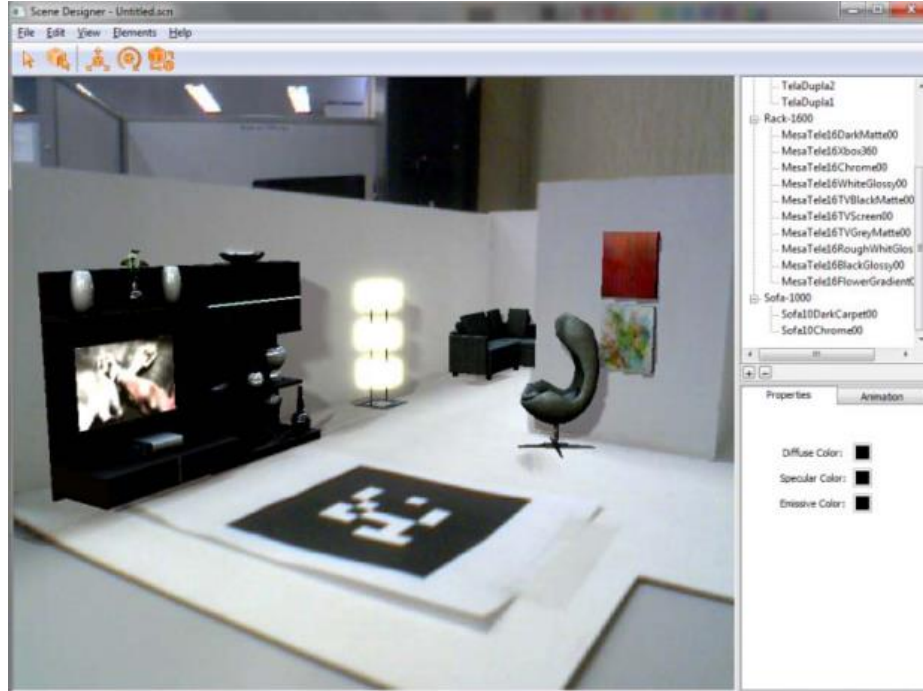 Scene Designer - Untitled.scn
File Edit View Elements Help
TelaDupla2
TelaDupla1
Rack-1600
MesaTele16DarkMatte00
MesaTele16Xbox360
MesaTele16Chrome00
MesaTele16WhiteGlossy00
MesaTele16TVBlackMatte00
MesaTele16TVScreen00
MesaTele16TVGreyMatte00
MesaTele16RoughWhitGlos
MesaTele16BlackGlossy00
MesaTele16FlowerGradient
Sofa-1000
Sofa10DarkCarpet00
Sofa10Chrome00
Properties Animation
Diffuse Color:
Specular Color:
Emissive Color: